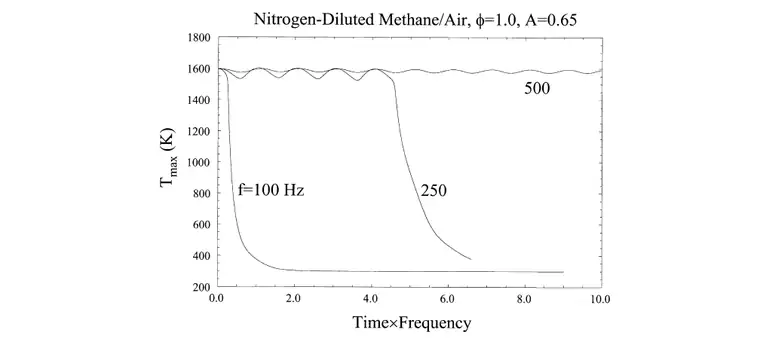 Nitrogen-Diluted Methane/Air, ϕ=1.0, A=0.65
1800
1600
1400
1200
1000
800
600
400
200
T_max (K)
500
f=100 Hz
250
0.0 2.0 4.0 6.0 8.0 10.0
Time×Frequency